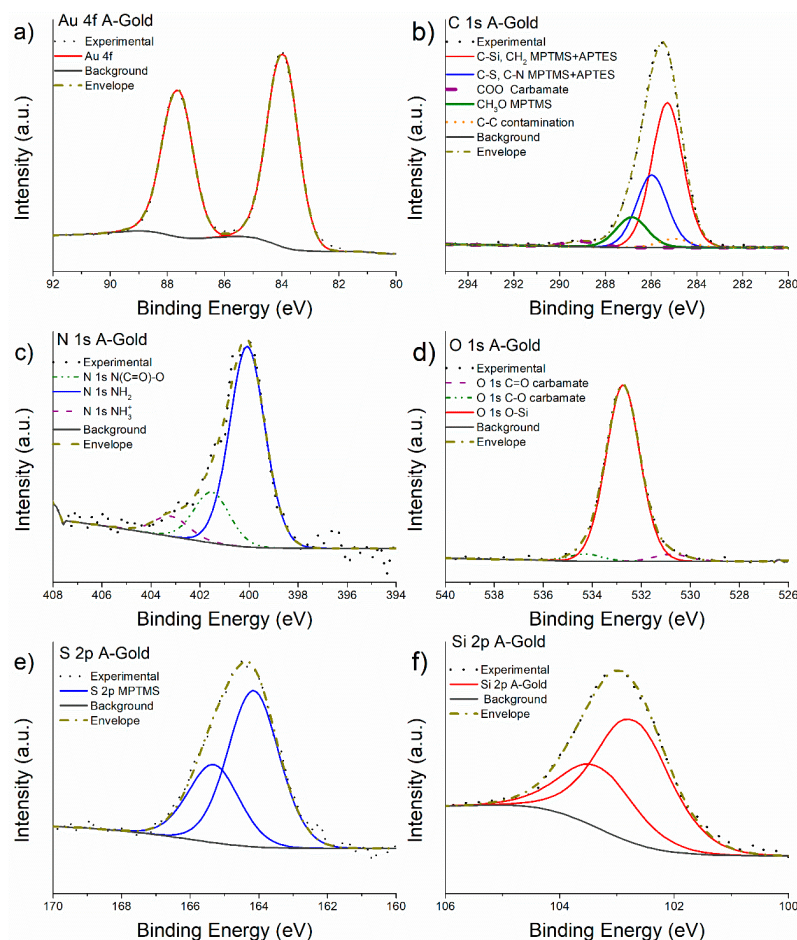 a)
Au 4f A-Gold
Experimental
Au 4f
Background
Envelope
Intensity (a.u.)
92 90 88 86 84 82 80
Binding Energy (eV)
b)
C 1s A-Gold
Experimental
C-Si, CH₂ MPTMS+APTES
C-S, C-N MPTMS+APTES
COO Carbamate
CH₃O MPTMS
C-C contamination
Background
Envelope
Intensity (a.u.)
294 292 290 288 286 284 282 280
Binding Energy (eV)
c)
N 1s A-Gold
Experimental
N 1s N(C=O)-O
N 1s NH₂
N 1s NH₃⁺
Background
Envelope
Intensity (a.u.)
408 406 404 402 400 398 396 394
Binding Energy (eV)
d)
O 1s A-Gold
Experimental
O 1s C=O carbamate
O 1s C-O carbamate
O 1s O-Si
Background
Envelope
Intensity (a.u.)
540 538 536 534 532 530 528 526
Binding Energy (eV)
e)
S 2p A-Gold
Experimental
S 2p MPTMS
Background
Envelope
Intensity (a.u.)
170 168 166 164 162 160
Binding Energy (eV)
f)
Si 2p A-Gold
Experimental
Si 2p A-Gold
Background
Envelope
Intensity (a.u.)
106 104 102 100
Binding Energy (eV)